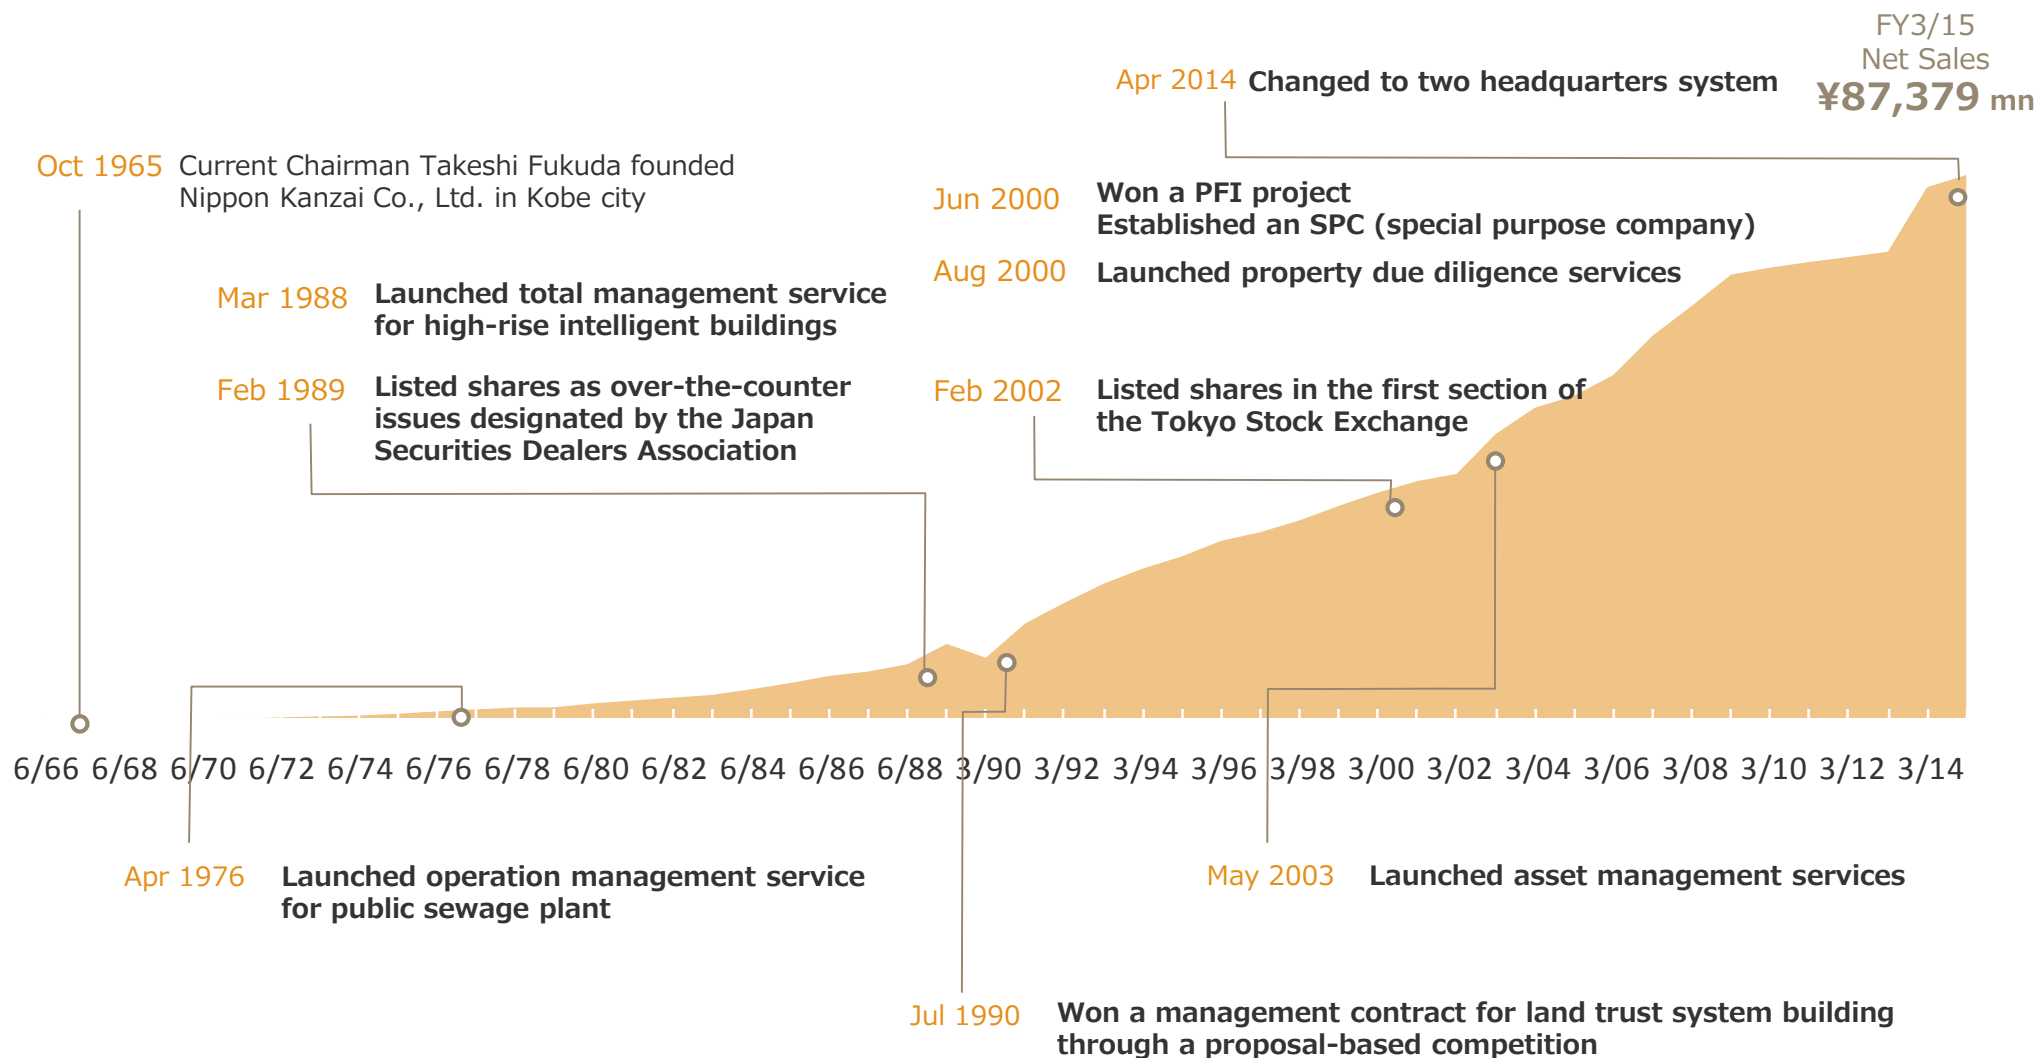 FY3/15
Net Sales
¥87,379 mn
Apr 2014 Changed to two headquarters system
Oct 1965 Current Chairman Takeshi Fukuda founded
Nippon Kanzai Co., Ltd. in Kobe city
Jun 2000 Won a PFI project
Established an SPC (special purpose company)
Aug 2000 Launched property due diligence services
Mar 1988 Launched total management service
for high-rise intelligent buildings
Feb 1989 Listed shares as over-the-counter
issues designated by the Japan
Securities Dealers Association
Feb 2002 Listed shares in the first section of
the Tokyo Stock Exchange
6/66 6/68 6/70 6/72 6/74 6/76 6/78 6/80 6/82 6/84 6/86 6/88 3/90 3/92 3/94 3/96 3/98 3/00 3/02 3/04 3/06 3/08 3/10 3/12 3/14
Apr 1976 Launched operation management service
for public sewage plant
May 2003 Launched asset management services
Jul 1990 Won a management contract for land trust system building
through a proposal-based competition